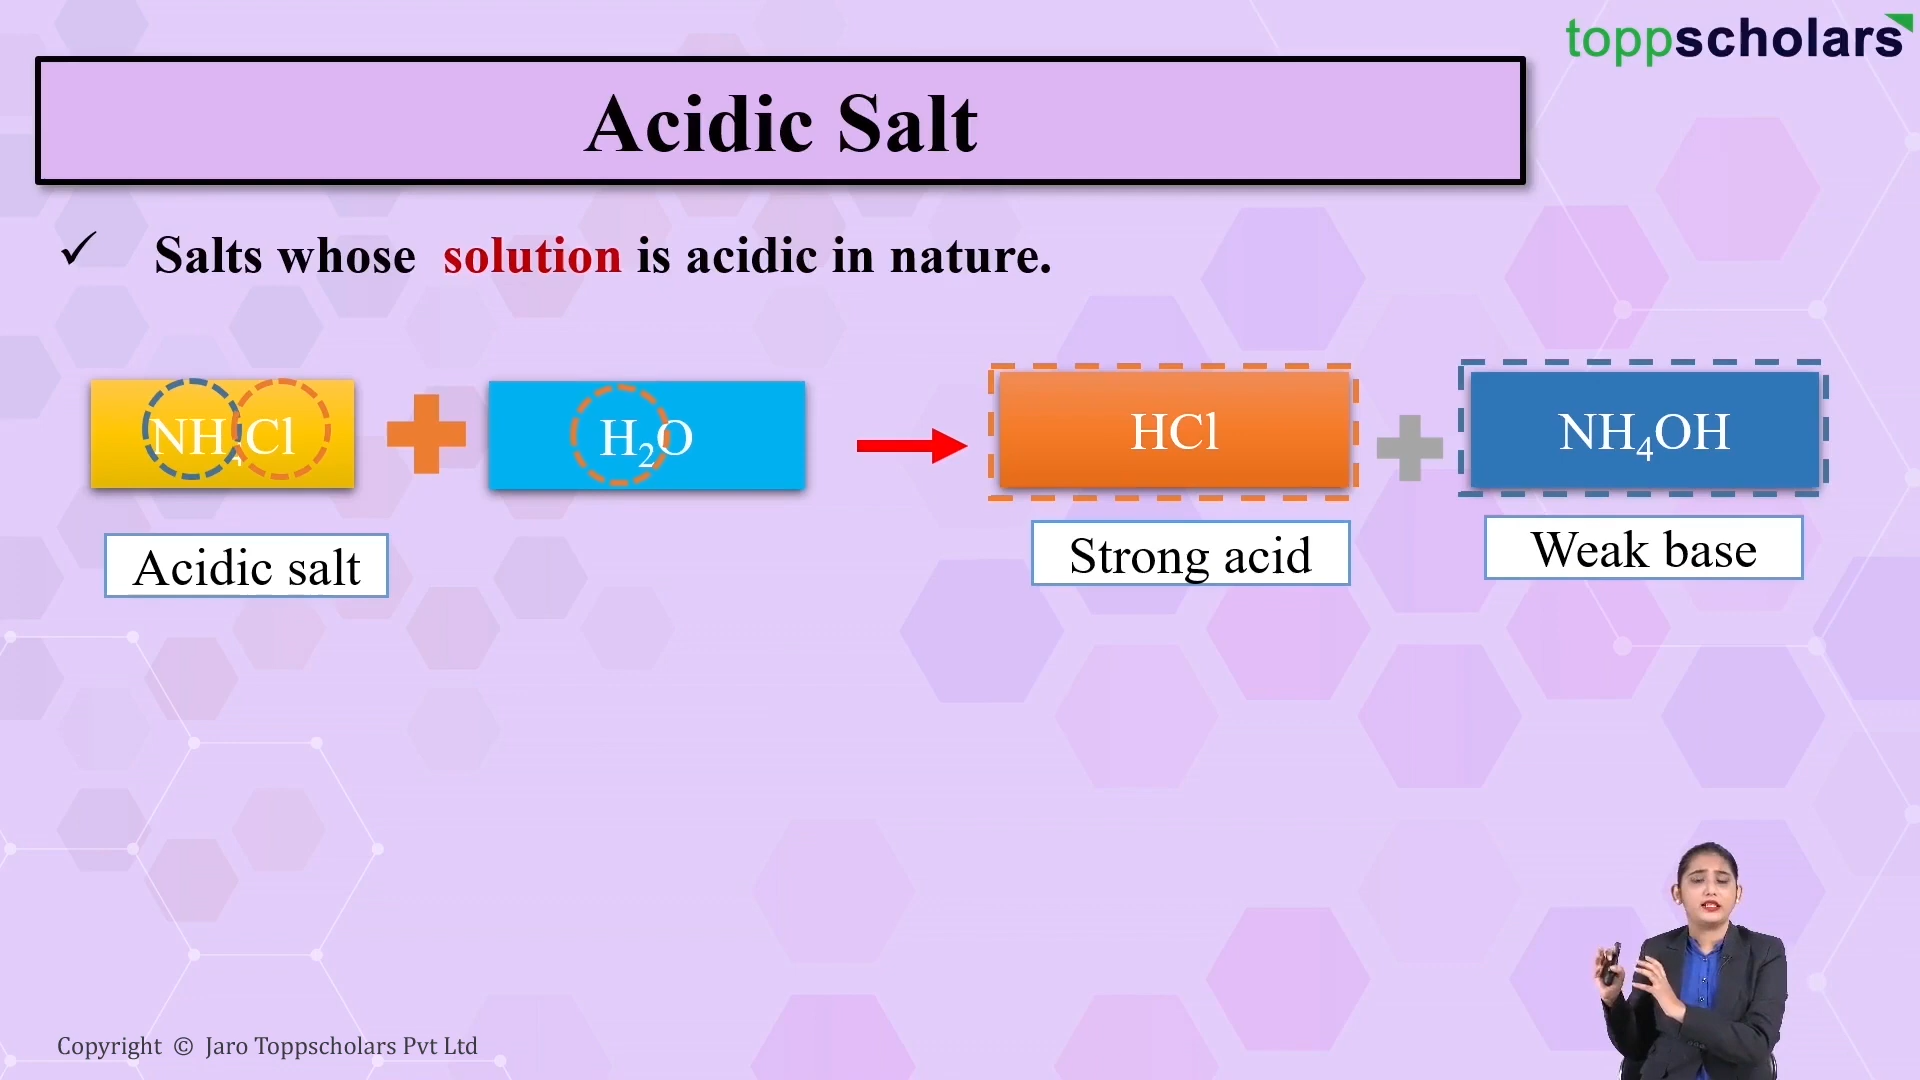 toppscholars
Acidic Salt
✓ Salts whose solution is acidic in nature.
NH₄Cl
H₂O
HCl
NH₄OH
Acidic salt
Strong acid
Weak base
Copyright © Jaro Toppscholars Pvt Ltd